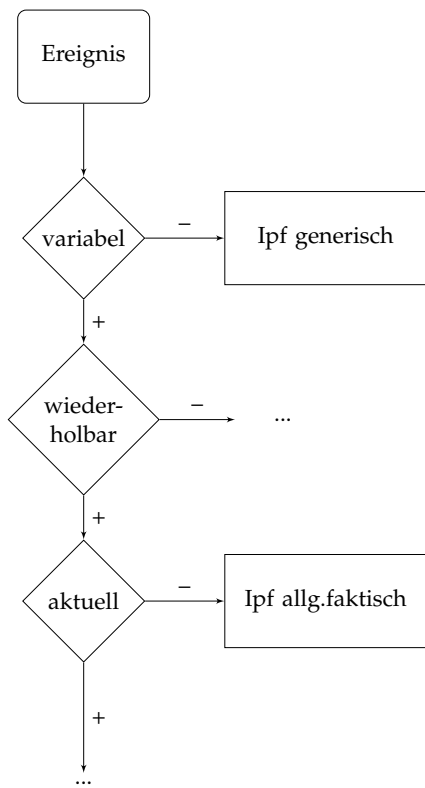 Ereignis
variabel
–
Ipf generisch
+
wieder-
holbar
–
...
+
aktuell
–
Ipf allg.faktisch
+
...